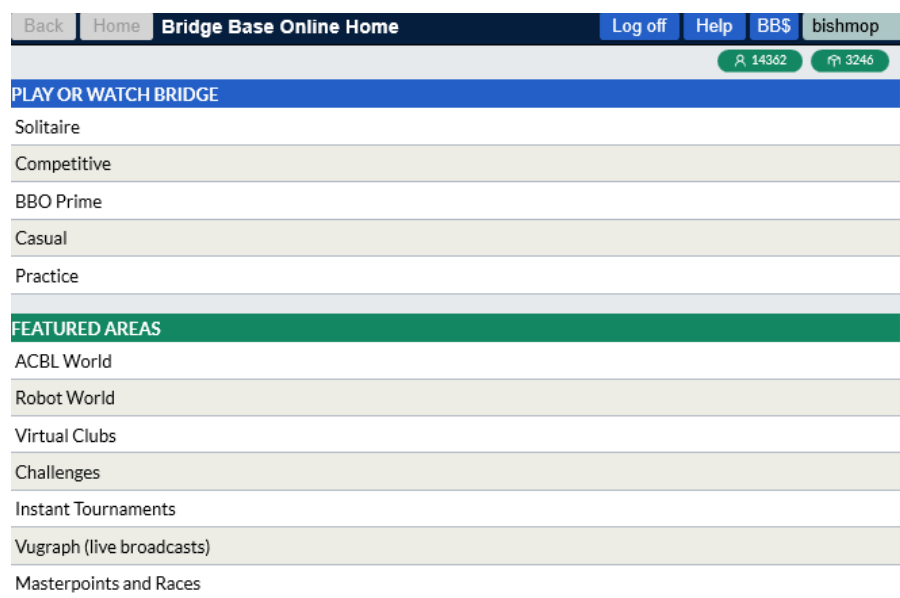 Back Home Bridge Base Online Home Log off Help BB$ bishmop
14362 3246
PLAY OR WATCH BRIDGE
Solitaire
Competitive
BBO Prime
Casual
Practice
FEATURED AREAS
ACBL World
Robot World
Virtual Clubs
Challenges
Instant Tournaments
Vugraph (live broadcasts)
Masterpoints and Races